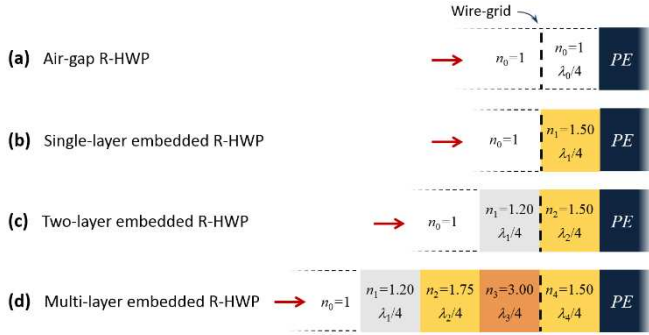 Wire-grid
(a) Air-gap R-HWP
n₀=1
n₀=1
λ₀/4
PE
(b) Single-layer embedded R-HWP
n₀=1
n₁=1.50
λ₁/4
PE
(c) Two-layer embedded R-HWP
n₀=1
n₁=1.20
λ₁/4
n₂=1.50
λ₂/4
PE
(d) Multi-layer embedded R-HWP
n₀=1
n₁=1.20
λ₁/4
n₂=1.75
λ₂/4
n₃=3.00
λ₃/4
n₄=1.50
λ₄/4
PE